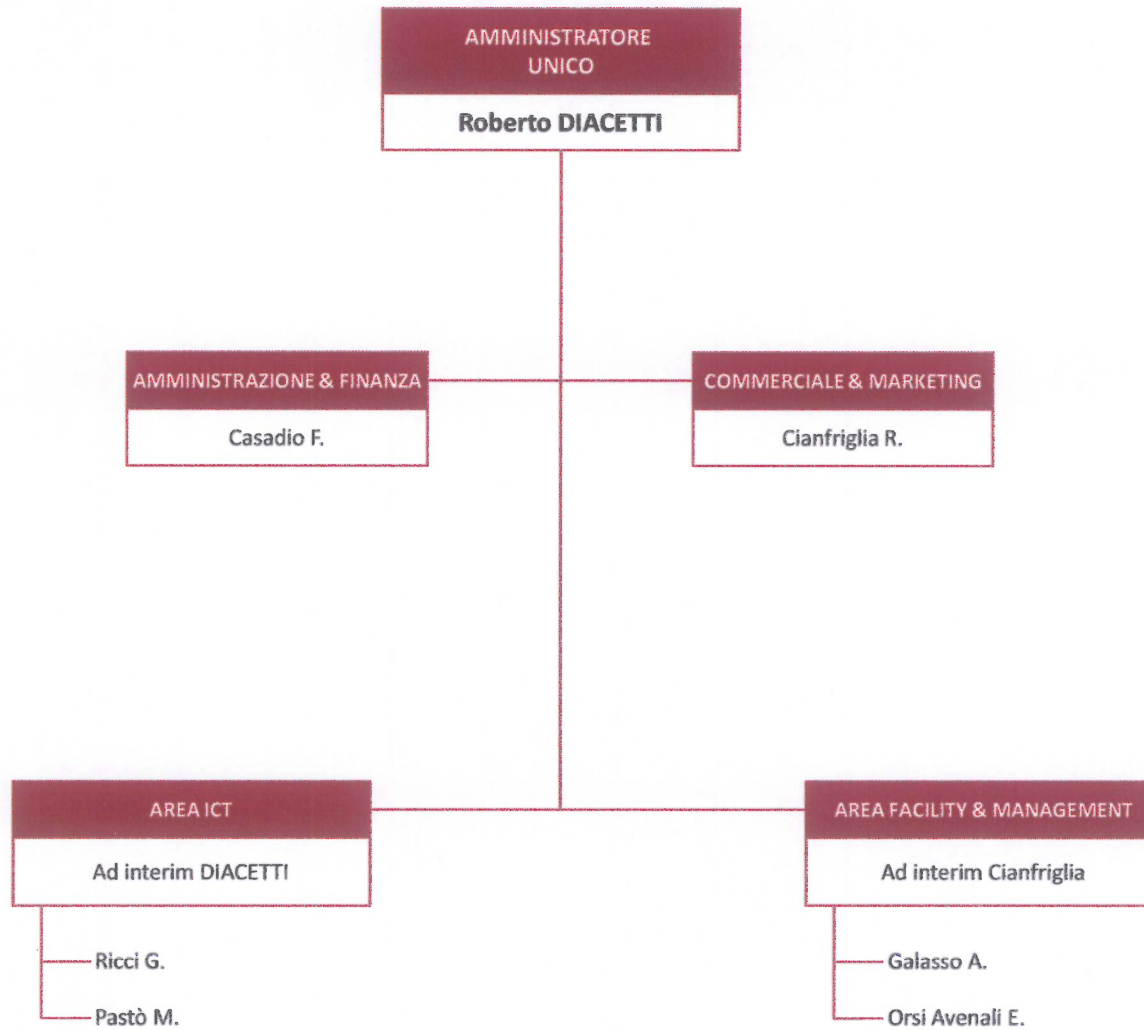 AMMINISTRATORE
UNICO
Roberto DIACETTI
AMMINISTRAZIONE & FINANZA
Casadio F.
COMMERCIALE & MARKETING
Cianfriglia R.
AREA ICT
Ad interim DIACETTI
Ricci G.
Pastò M.
AREA FACILITY & MANAGEMENT
Ad interim Cianfriglia
Galasso A.
Orsi Avenali E.